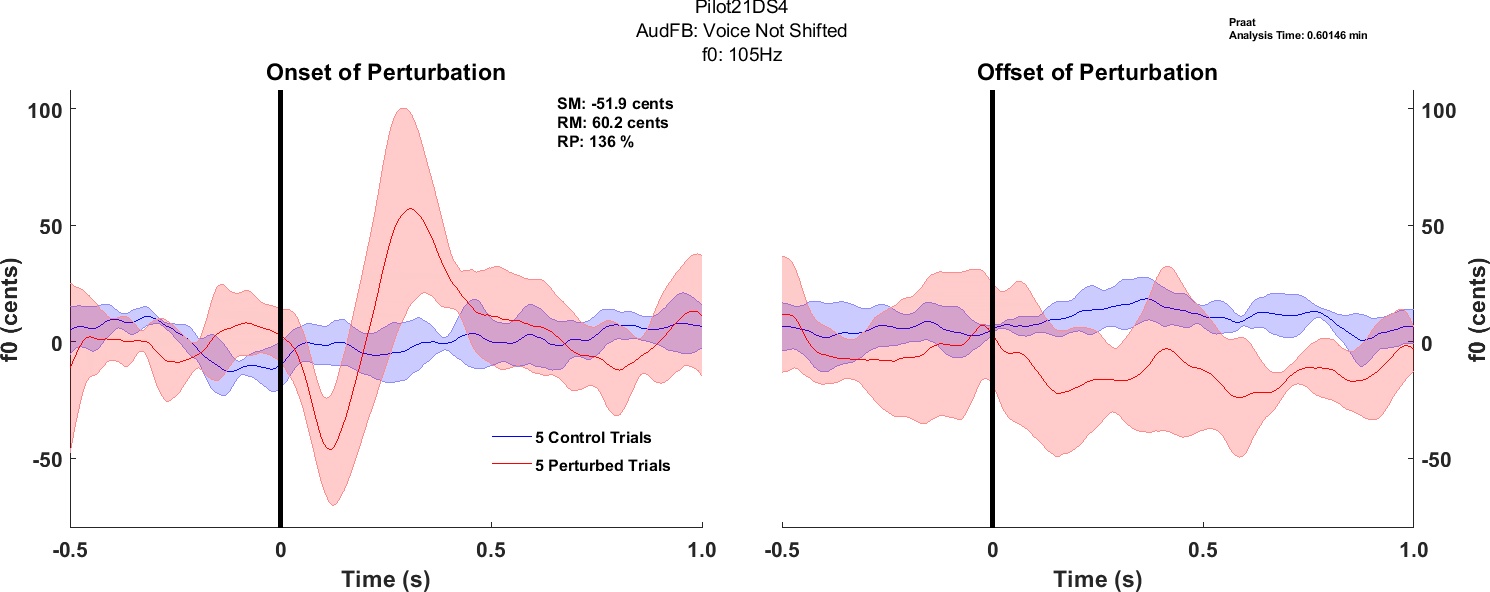 Pilot21DS4
AudFB: Voice Not Shifted
f0: 105Hz
Praat
Analysis Time: 0.60146 min
Onset of Perturbation
SM: -51.9 cents
RM: 60.2 cents
RP: 136 %
100
50
0
-50
f0 (cents)
-0.5
0
0.5
1.0
Time (s)
5 Control Trials
5 Perturbed Trials
Offset of Perturbation
100
50
0
-50
f0 (cents)
-0.5
0
0.5
1.0
Time (s)